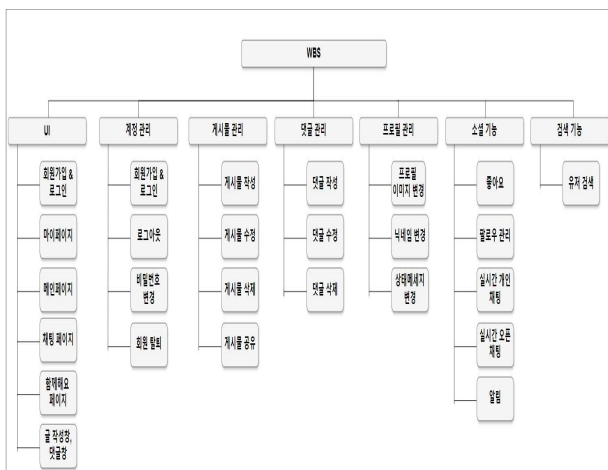 WBS
UI
계정 관리
게시물 관리
댓글 관리
프로필 관리
소셜 기능
검색 기능
회원가입 &
로그인
마이페이지
메인페이지
채팅 페이지
함께해요
페이지
글 작성창,
댓글창
회원가입 &
로그인
로그아웃
비밀번호
변경
회원 탈퇴
게시물 작성
게시물 수정
게시물 삭제
게시물 공유
댓글 작성
댓글 수정
댓글 삭제
프로필
이미지 변경
닉네임 변경
상태메세지
변경
좋아요
팔로우 관리
실시간 개인
채팅
실시간 오픈
채팅
알림
유저 검색